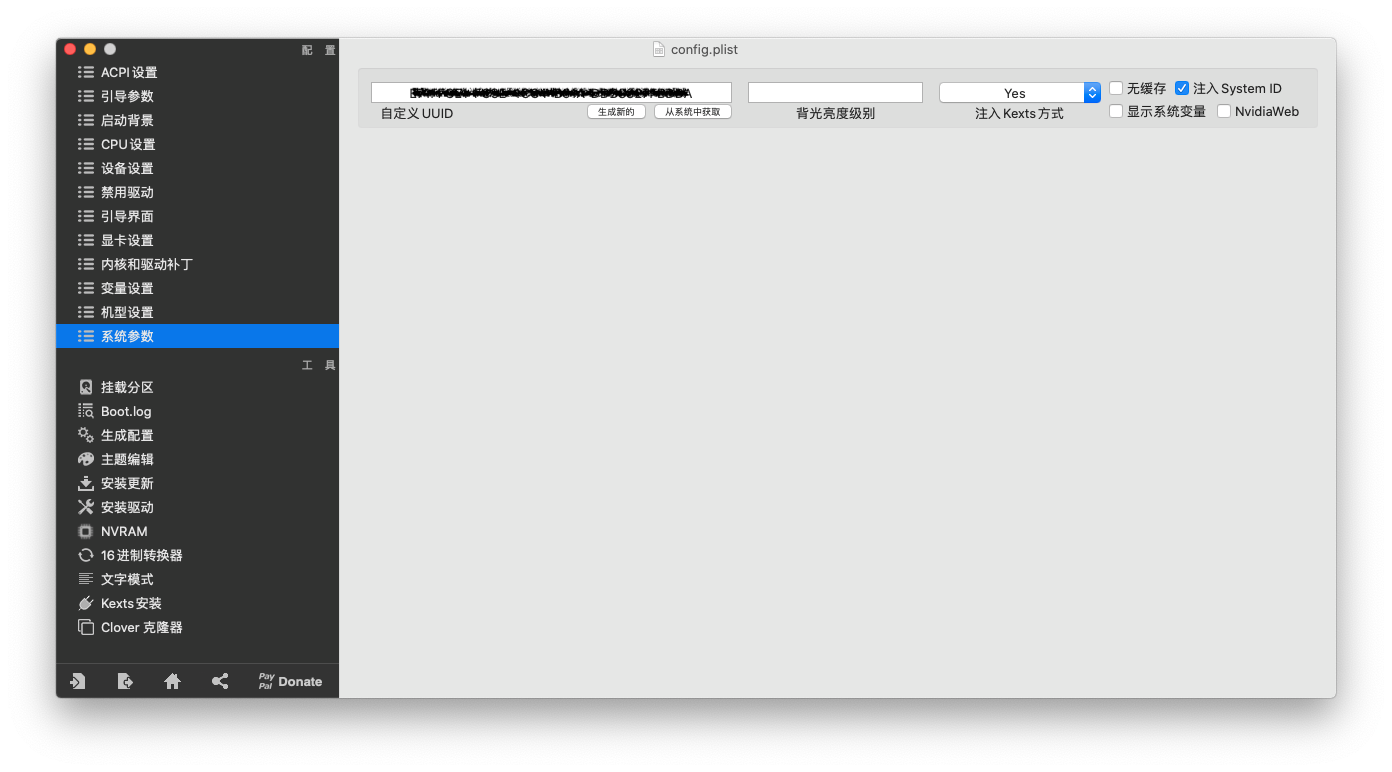 配 置
config.plist
ACPI 设置
引导参数
启动背景
CPU 设置
设备设置
禁用驱动
引导界面
显卡设置
内核和驱动补丁
变量设置
机型设置
系统参数
工 具
挂载分区
Boot.log
生成配置
主题编辑
安装更新
安装驱动
NVRAM
16 进制转换器
文字模式
Kexts 安装
Clover 克隆器
Pay
Pal Donate
Yes 无缓存 注入 System ID
自定义 UUID 生成新的 从系统中获取 背光亮度级别 注入 Kexts 方式 显示系统变量 NvidiaWeb